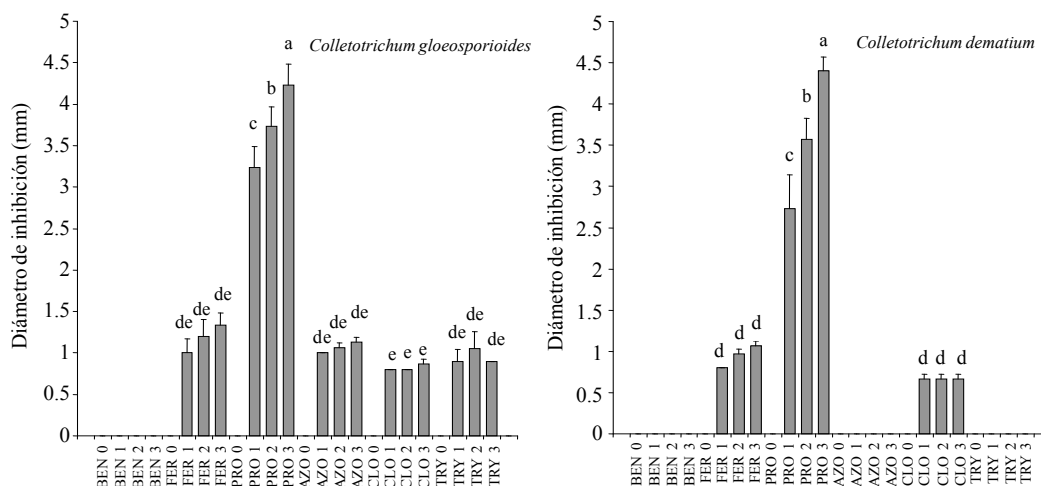 5
4.5
4
3.5
3
2.5
2
1.5
1
0.5
0
Diámetro de inhibición (mm)
Colletotrichum gloeosporioides
a
b
c
de de de
de de de
e e e
de de de
BEN 0 BEN 1 BEN 2 BEN 3 FER 0 FER 1 FER 2 FER 3 PRO 0 PRO 1 PRO 2 PRO 3 AZO 0 AZO 1 AZO 2 AZO 3 CLO 0 CLO 1 CLO 2 CLO 3 TRY 0 TRY 1 TRY 2 TRY 3
5
4.5
4
3.5
3
2.5
2
1.5
1
0.5
0
Diámetro de inhibición (mm)
Colletotrichum dematium
a
b
c
d d d
d d d
BEN 0 BEN 1 BEN 2 BEN 3 FER 0 FER 1 FER 2 FER 3 PRO 0 PRO 1 PRO 2 PRO 3 AZO 0 AZO 1 AZO 2 AZO 3 CLO 0 CLO 1 CLO 2 CLO 3 TRY 0 TRY 1 TRY 2 TRY 3